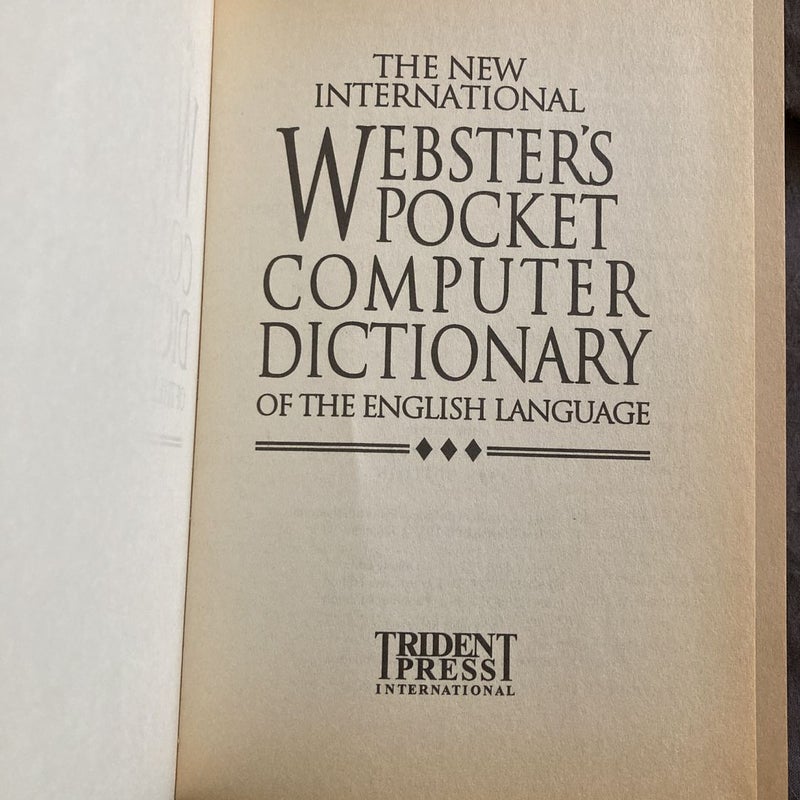 THE NEW
INTERNATIONAL
WEBSTER'S
POCKET
COMPUTER
DICTIONARY
OF THE ENGLISH LANGUAGE
TRIDENT
PRESS
INTERNATIONAL